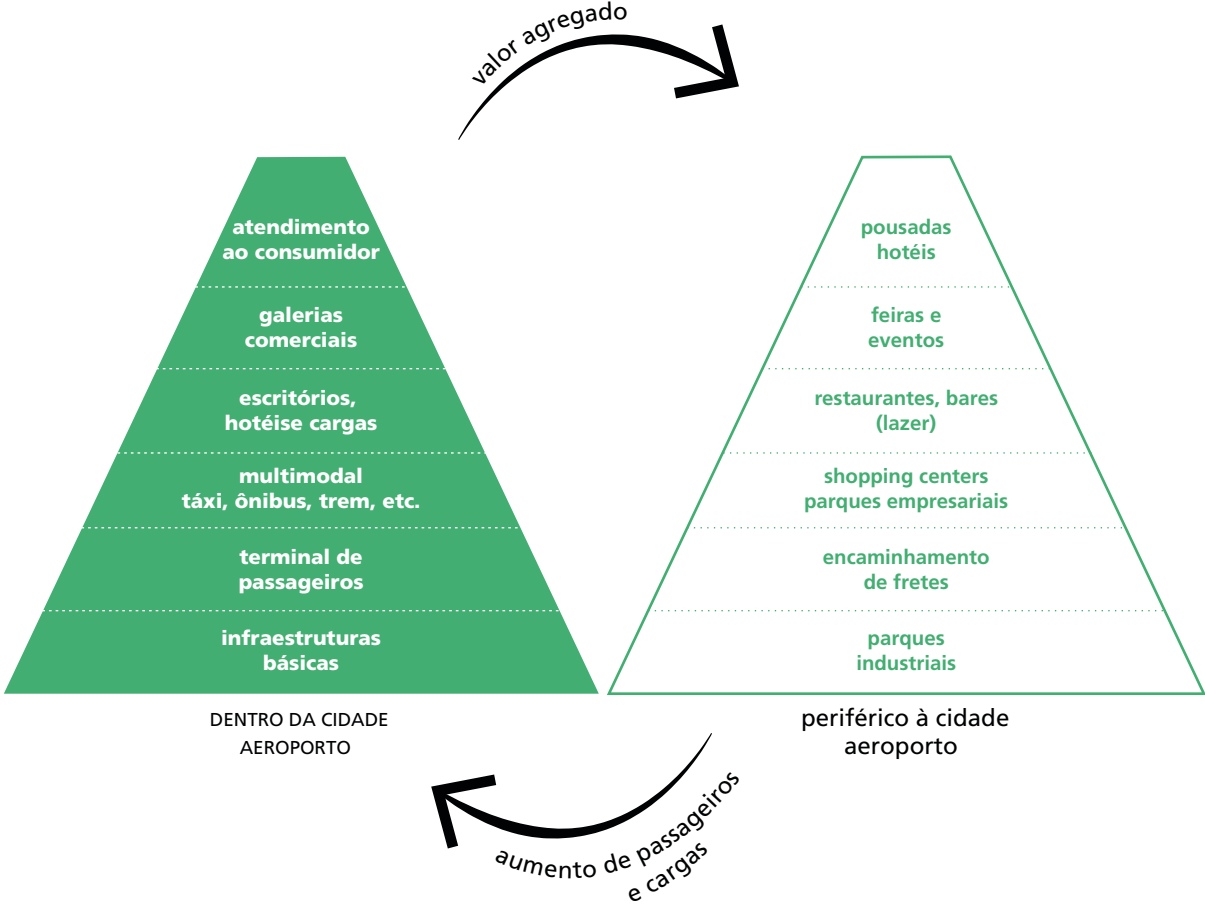 valor agregado
atendimento
ao consumidor
galerias
comerciais
escritórios,
hotéise cargas
multimodal
táxi, ônibus, trem, etc.
terminal de
passageiros
infraestruturas
básicas
DENTRO DA CIDADE
AEROPORTO
pousadas
hotéis
feiras e
eventos
restaurantes, bares
(lazer)
shopping centers
parques empresariais
encaminhamento
de fretes
parques
industriais
periférico à cidade
aeroporto
aumento de passageiros
e cargas